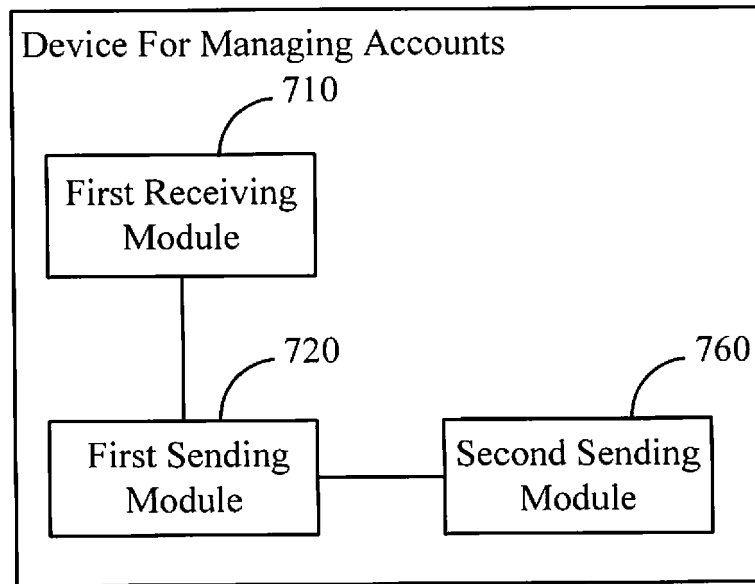 Device For Managing Accounts
710
First Receiving
Module
720
760
First Sending
Module
Second Sending
Module